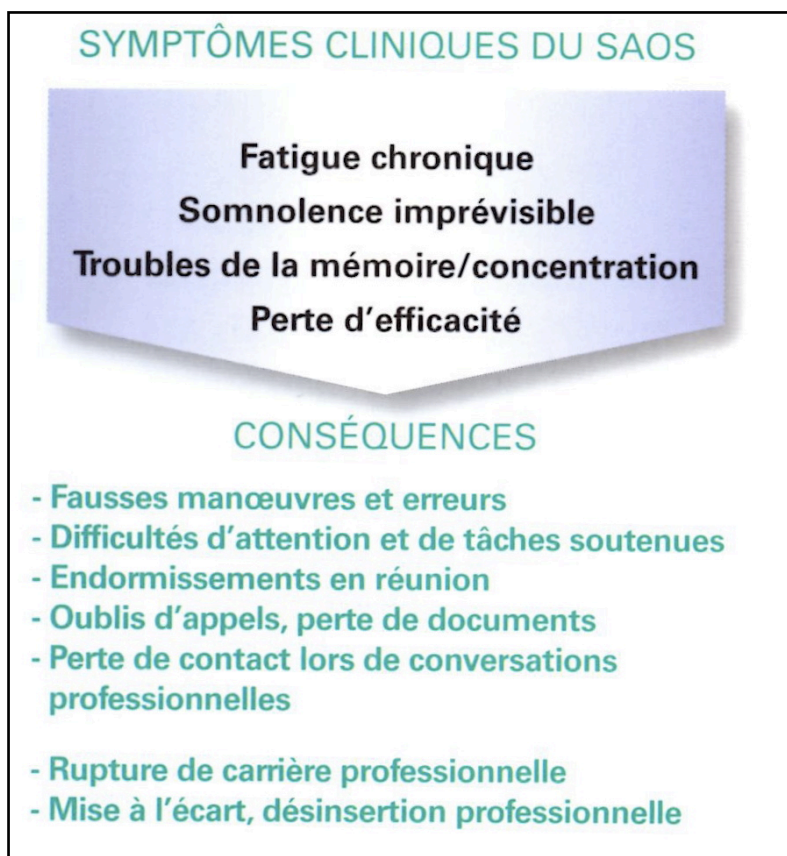 SYMPTÔMES CLINIQUES DU SAOS
Fatigue chronique
Somnolence imprévisible
Troubles de la mémoire/concentration
Perte d'efficacité
CONSÉQUENCES
- Fausses manœuvres et erreurs
- Difficultés d'attention et de tâches soutenues
- Endormissements en réunion
- Oublis d'appels, perte de documents
- Perte de contact lors de conversations
professionnelles
- Rupture de carrière professionnelle
- Mise à l'écart, désinsertion professionnelle